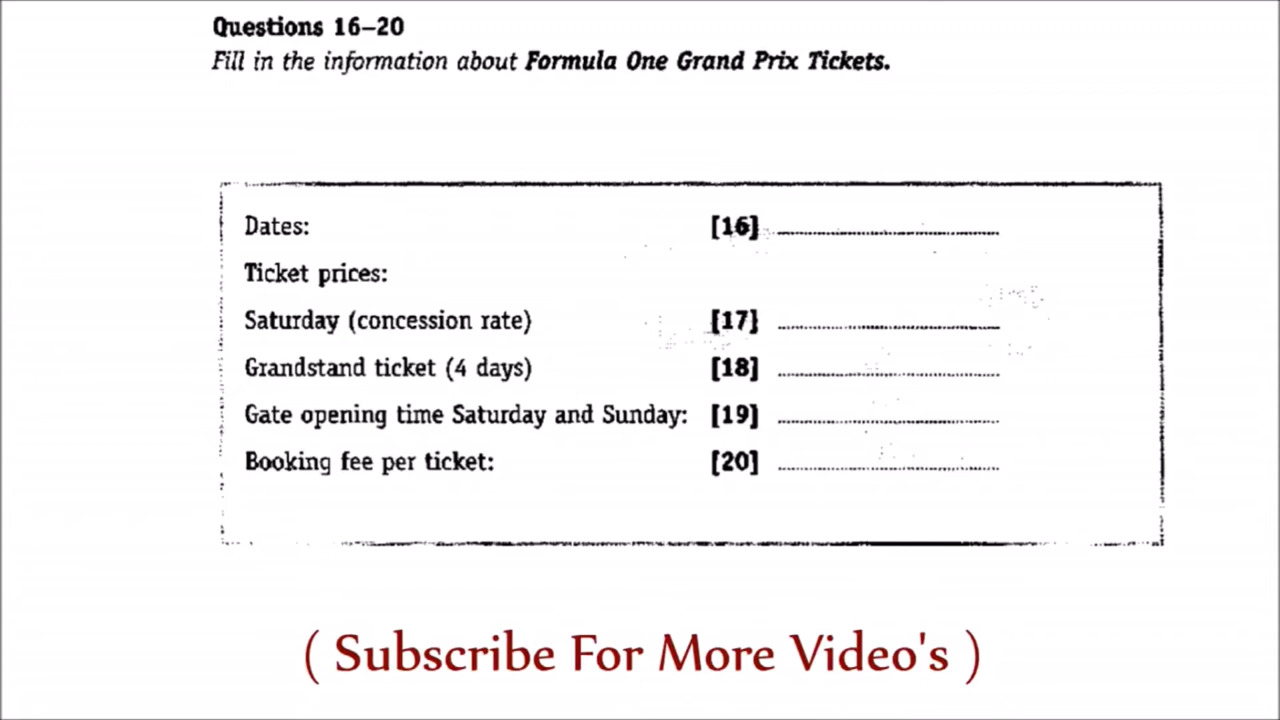 Questions 16–20
Fill in the information about Formula One Grand Prix Tickets.
Dates: [16] ........................
Ticket prices:
Saturday (concession rate) [17] ........................
Grandstand ticket (4 days) [18] ........................
Gate opening time Saturday and Sunday: [19] ........................
Booking fee per ticket: [20] ........................
( Subscribe For More Video's )